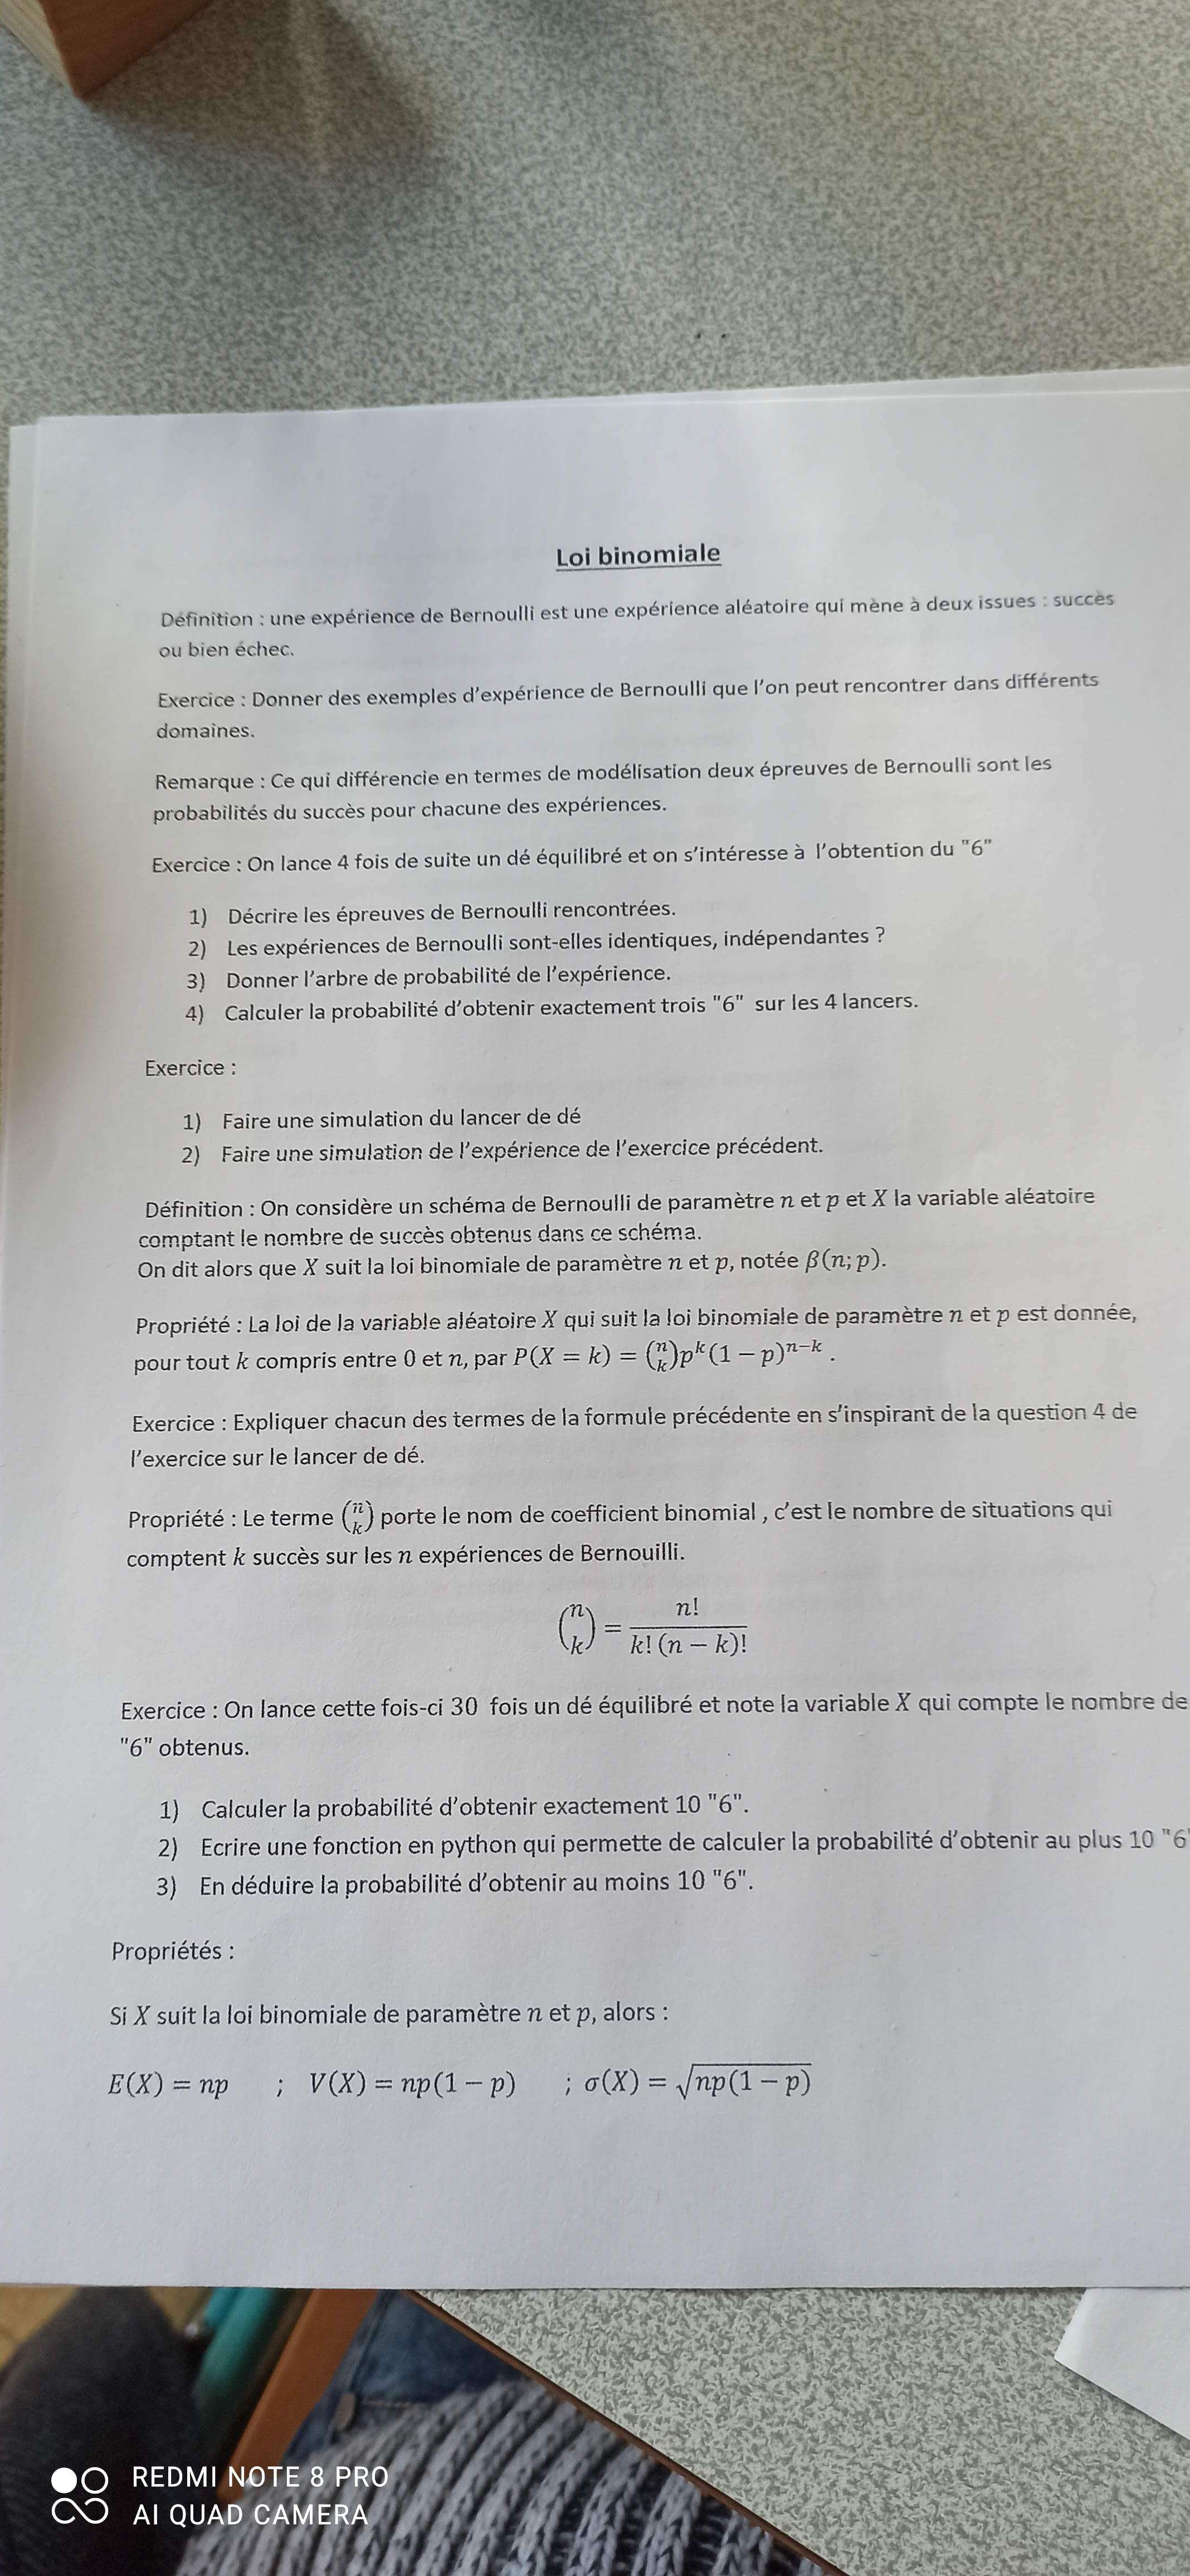 Loi binomiale
Définition : une expérience de Bernoulli est une expérience aléatoire qui mène à deux issues : succès
ou bien échec.
Exercice : Donner des exemples d'expérience de Bernoulli que l'on peut rencontrer dans différents
domaines.
Remarque : Ce qui différencie en termes de modélisation deux épreuves de Bernoulli sont les
probabilités du succès pour chacune des expériences.
Exercice : On lance 4 fois de suite un dé équilibré et on s'intéresse à l'obtention du "6"
1) Décrire les épreuves de Bernoulli rencontrées.
2) Les expériences de Bernoulli sont-elles identiques, indépendantes ?
3) Donner l'arbre de probabilité de l'expérience.
4) Calculer la probabilité d'obtenir exactement trois "6" sur les 4 lancers.
Exercice :
1) Faire une simulation du lancer de dé
2) Faire une simulation de l'expérience de l'exercice précédent.
Définition : On considère un schéma de Bernoulli de paramètre n et p et X la variable aléatoire
comptant le nombre de succès obtenus dans ce schéma.
On dit alors que X suit la loi binomiale de paramètre n et p, notée β(n; p).
Propriété : La loi de la variable aléatoire X qui suit la loi binomiale de paramètre n et p est donnée,
pour tout k compris entre 0 et n, par P(X = k) = (n k)p^k(1 − p)^{n−k} .
Exercice : Expliquer chacun des termes de la formule précédente en s'inspirant de la question 4 de
l'exercice sur le lancer de dé.
Propriété : Le terme (n k) porte le nom de coefficient binomial , c'est le nombre de situations qui
comptent k succès sur les n expériences de Bernouilli.
(n k) = n! / k! (n − k)!
Exercice : On lance cette fois-ci 30 fois un dé équilibré et note la variable X qui compte le nombre de
"6" obtenus.
1) Calculer la probabilité d'obtenir exactement 10 "6".
2) Ecrire une fonction en python qui permette de calculer la probabilité d'obtenir au plus 10 "6"
3) En déduire la probabilité d'obtenir au moins 10 "6".
Propriétés :
Si X suit la loi binomiale de paramètre n et p, alors :
E(X) = np ; V(X) = np(1 − p) ; σ(X) = √np(1 − p)
REDMI NOTE 8 PRO
AI QUAD CAMERA